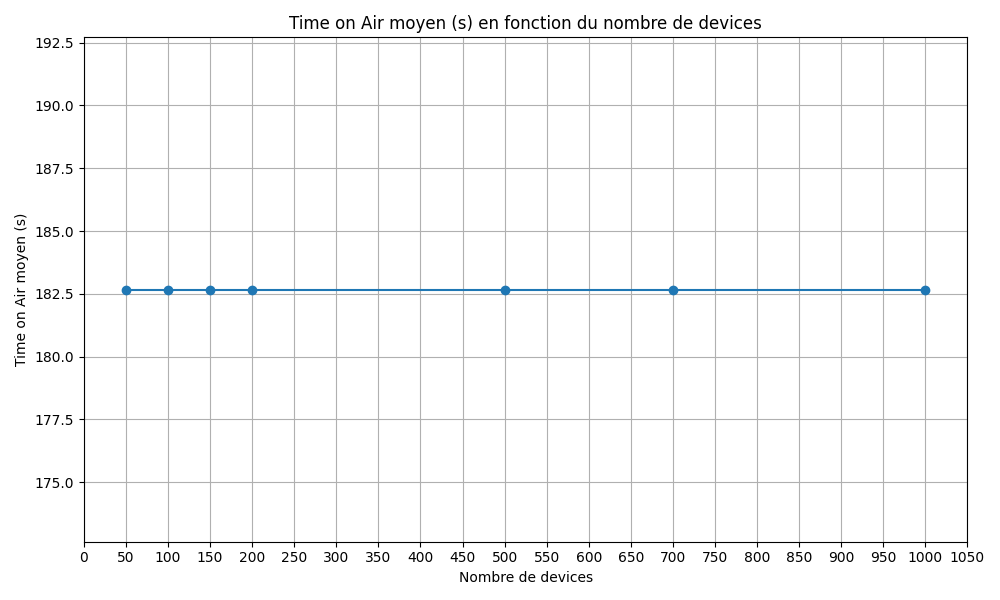 Time on Air moyen (s) en fonction du nombre de devices
Time on Air moyen (s)
192.5
190.0
187.5
185.0
182.5
180.0
177.5
175.0
0 50 100 150 200 250 300 350 400 450 500 550 600 650 700 750 800 850 900 950 1000 1050
Nombre de devices